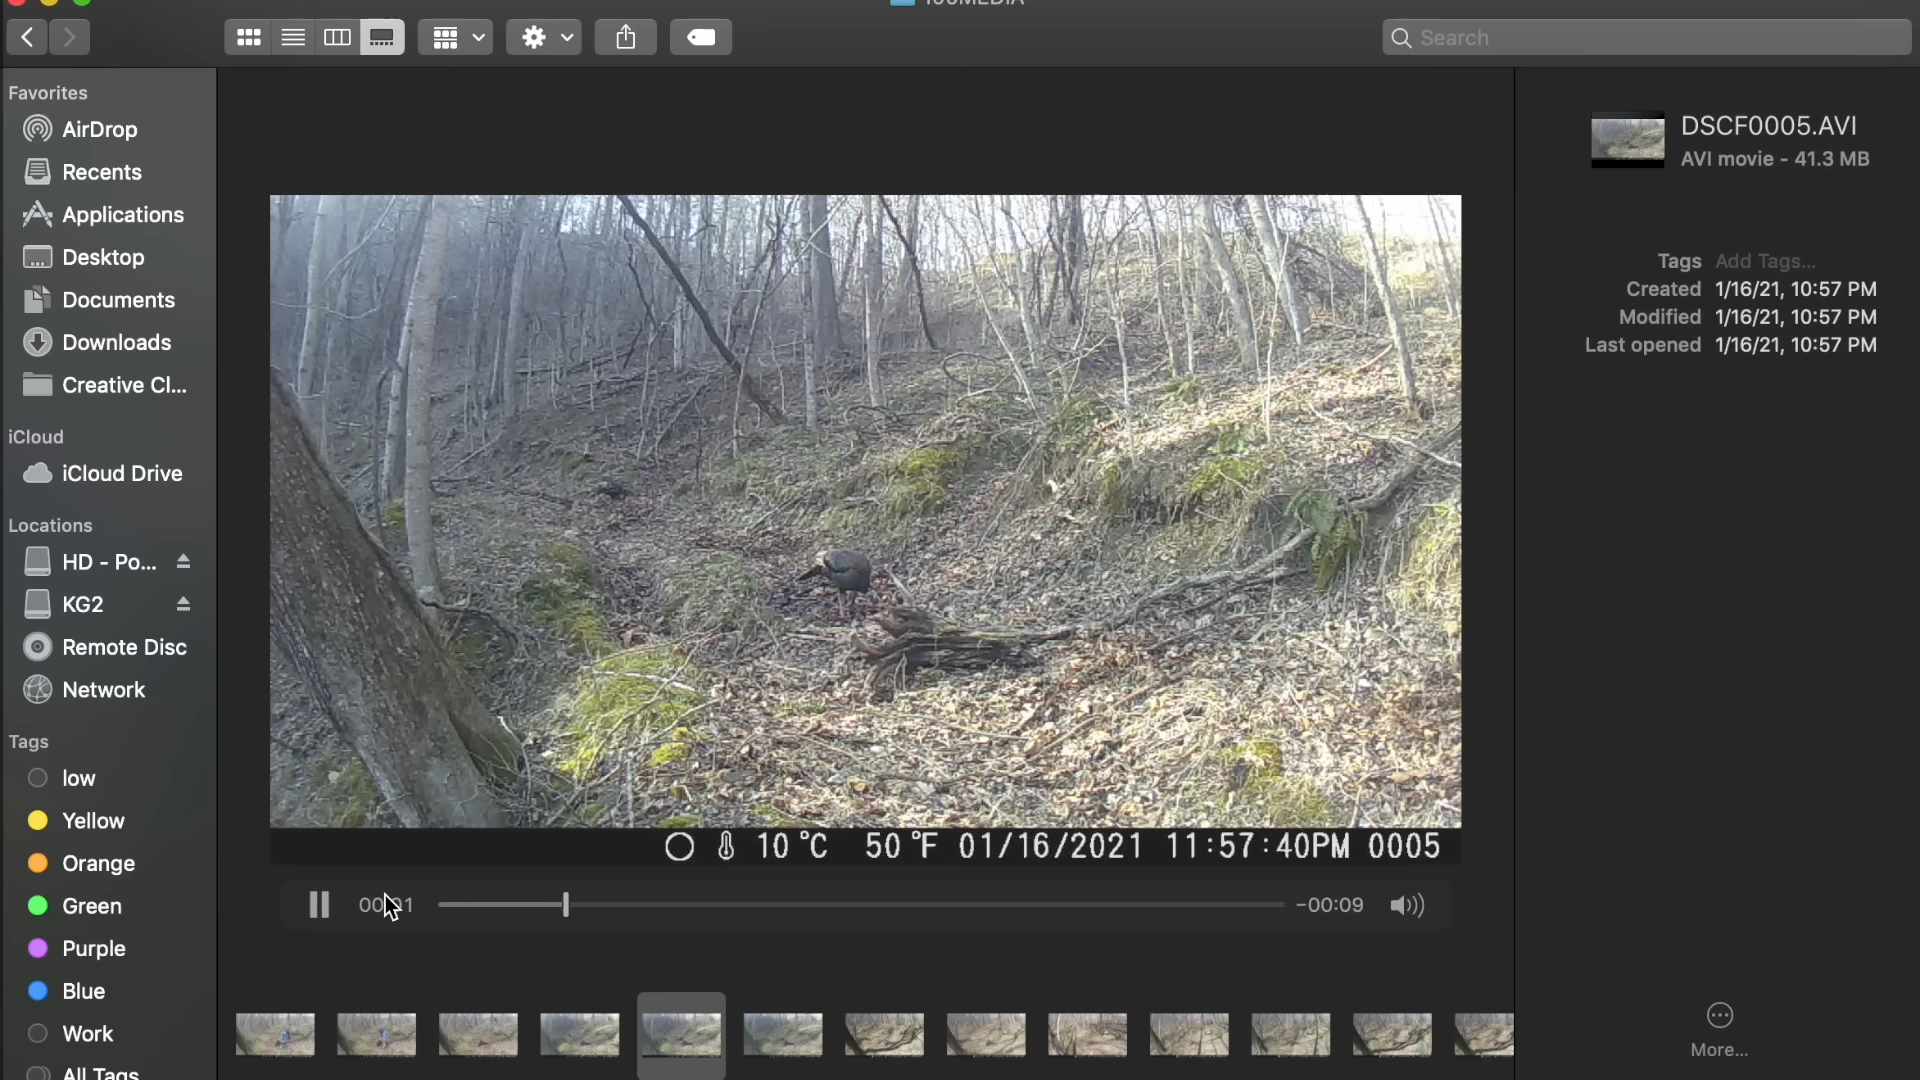 100MEDIA
Search
Favorites
AirDrop
Recents
Applications
Desktop
Documents
Downloads
Creative Cl...
iCloud
iCloud Drive
Locations
HD - Po...
KG2
Remote Disc
Network
Tags
low
Yellow
Orange
Green
Purple
Blue
Work
All Tags
10 °C 50 °F 01/16/2021 11:57:40PM 0005
00:01
-00:09
DSCF0005.AVI
AVI movie - 41.3 MB
Tags Add Tags...
Created 1/16/21, 10:57 PM
Modified 1/16/21, 10:57 PM
Last opened 1/16/21, 10:57 PM
More...